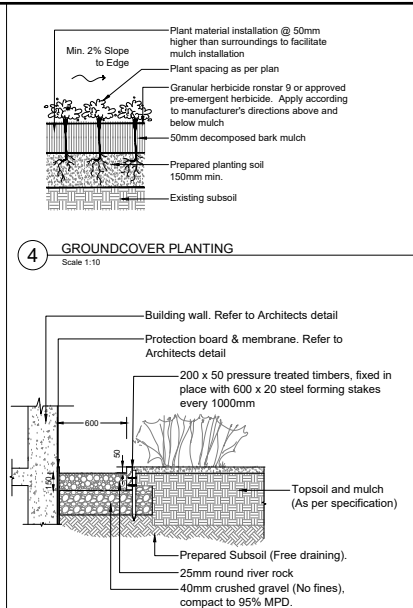 Plant material installation @ 50mm
higher than surroundings to facilitate
mulch installation
Min. 2% Slope
to Edge
Plant spacing as per plan
Granular herbicide ronstar 9 or approved
pre-emergent herbicide. Apply according
to manufacturer's directions above and
below mulch
50mm decomposed bark mulch
Prepared planting soil
150mm min.
Existing subsoil
4
GROUNDCOVER PLANTING
Scale 1:10
Building wall. Refer to Architects detail
Protection board & membrane. Refer to
Architects detail
200 x 50 pressure treated timbers, fixed in
place with 600 x 20 steel forming stakes
every 1000mm
600
50
150
Topsoil and mulch
(As per specification)
Prepared Subsoil (Free draining).
25mm round river rock
40mm crushed gravel (No fines),
compact to 95% MPD.